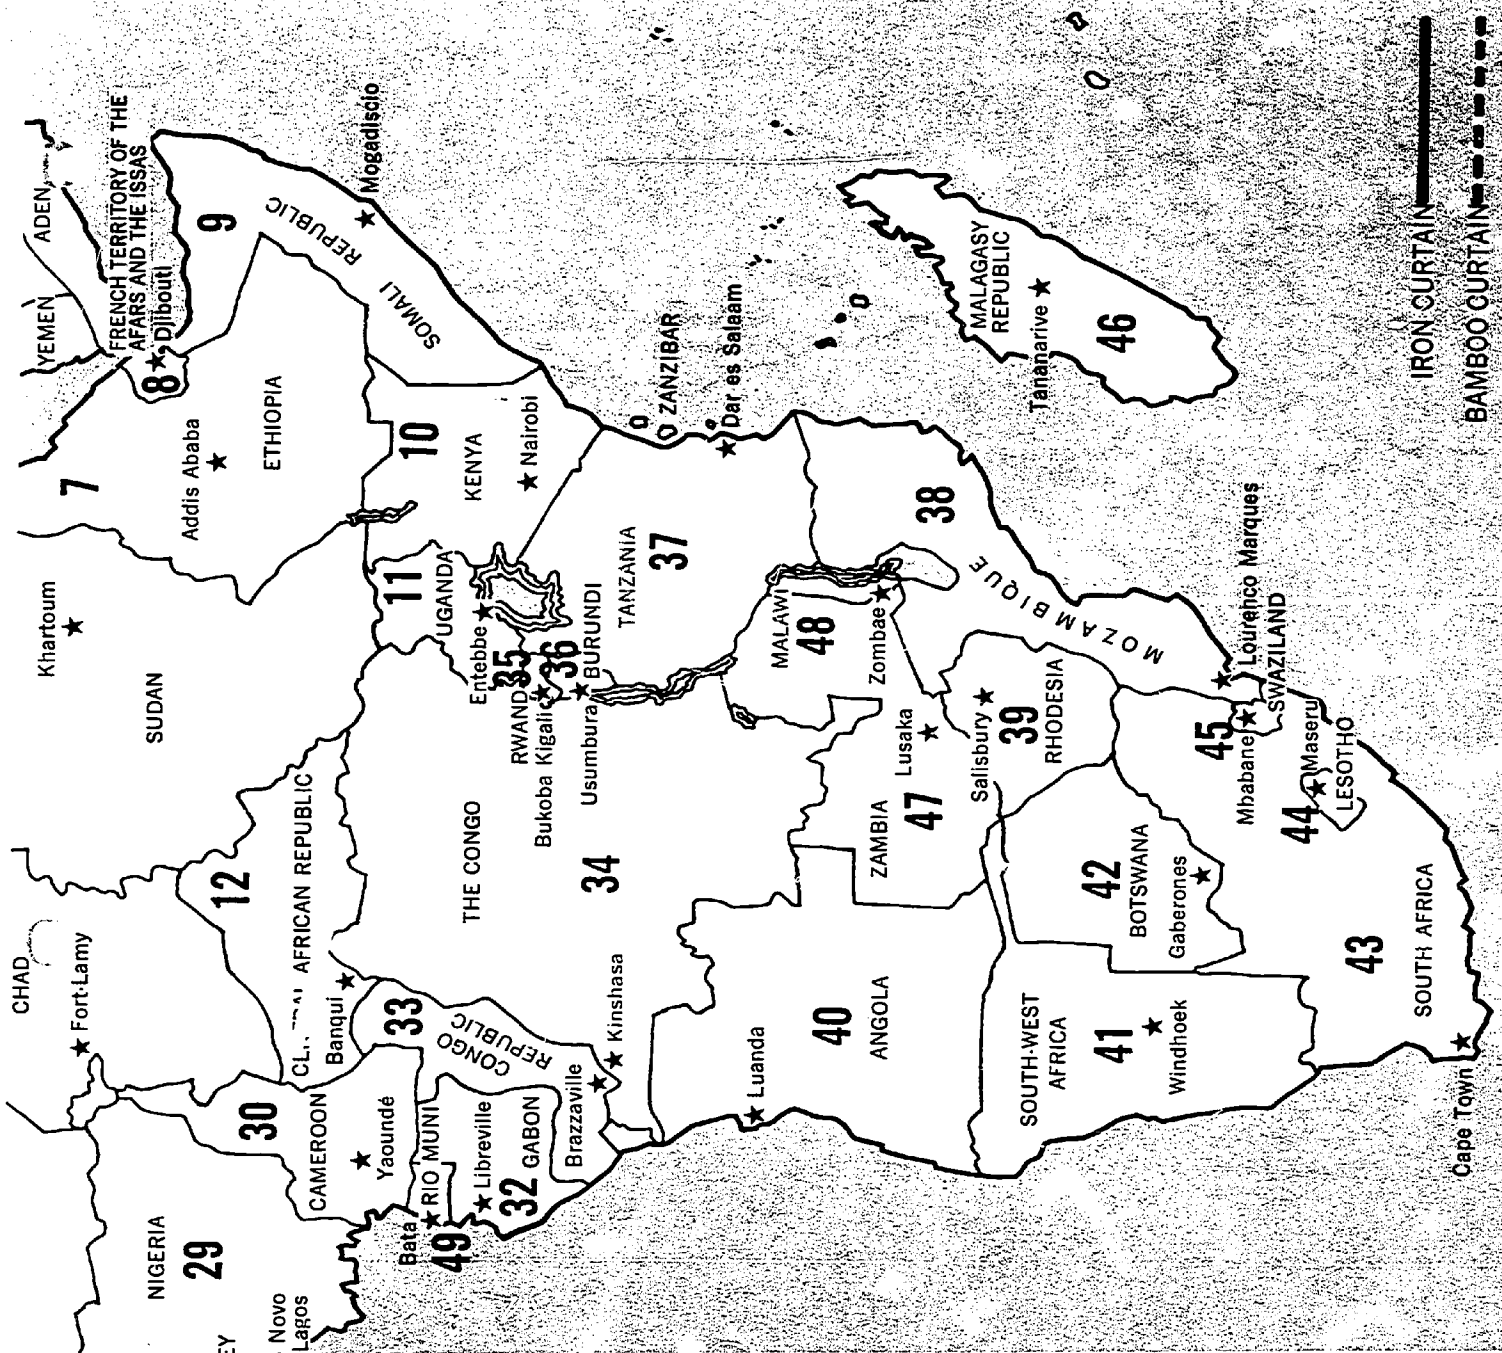 YEMEN
ADEN
FRENCH TERRITORY OF THE
AFARS AND THE ISSAS
8
Djibouti
9
SOMALI REPUBLIC
Mogadiscio
7
Addis Ababa
ETHIOPIA
Khartoum
SUDAN
CHAD
Fort-Lamy
12
AFRICAN REPUBLIC
Bangui
NIGERIA
29
Novo
Lagos
EY
30
CAMEROON
Yaoundé
10
KENYA
Nairobi
11
UGANDA
Entebbe
35
RWAND
Bukoba Kigali
36
BURUNDI
Usumbura
TANZANIA
37
ZANZIBAR
Dar es Salaam
THE CONGO
34
Kinshasa
33
CONGO
REPUBLIC
Brazzaville
Bata
RIO MUNI
49
Libreville
32
GABON
Luanda
40
ANGOLA
MALAWI
48
Zombae
38
MOZAMBIQUE
Lusaka
ZAMBIA
47
Salisbury
39
RHODESIA
SOUTH-WEST
AFRICA
41
Windhoek
42
BOTSWANA
Gaberones
Lourenco Marques
45
Mbabane
SWAZILAND
44
Maseru
LESOTHO
43
SOUTH AFRICA
Cape Town
MALAGASY
REPUBLIC
Tananarive
46
IRON CURTAIN
BAMBOO CURTAIN